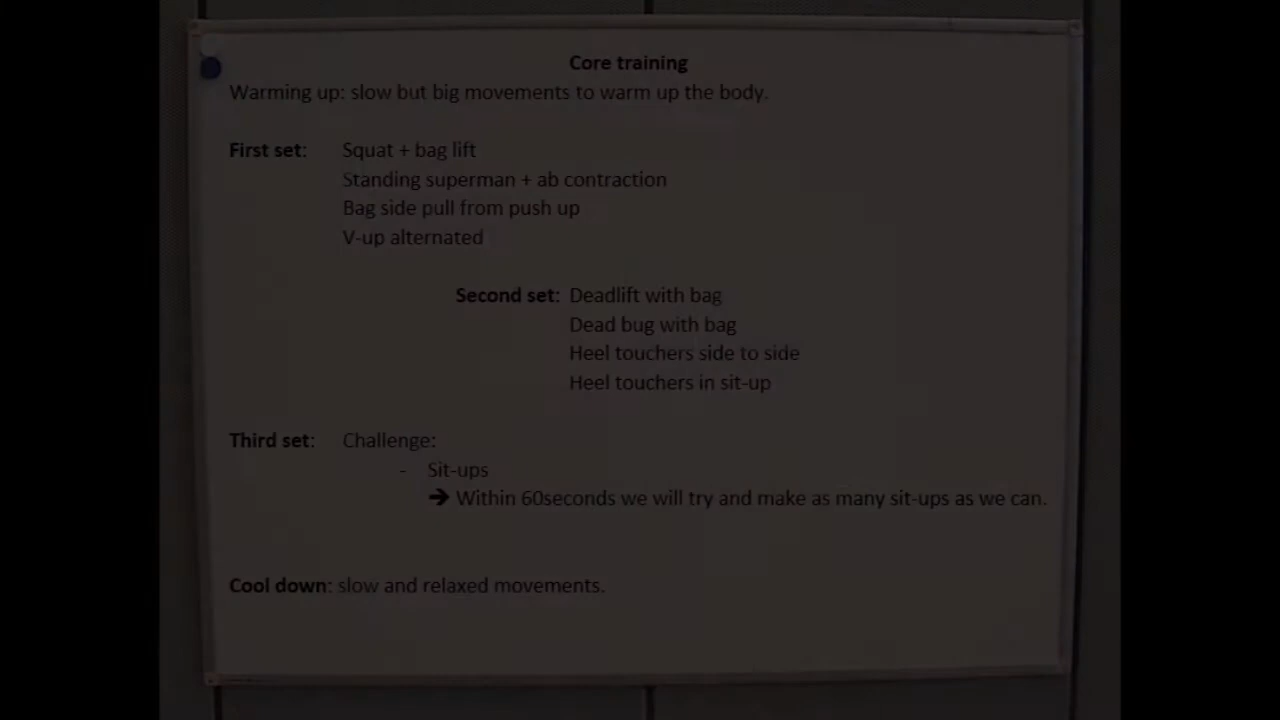 Core training
Warming up: slow but big movements to warm up the body.
First set: Squat + bag lift
Standing superman + ab contraction
Bag side pull from push up
V-up alternated
Second set: Deadlift with bag
Dead bug with bag
Heel touchers side to side
Heel touchers in sit-up
Third set: Challenge:
- Sit-ups
➔ Within 60seconds we will try and make as many sit-ups as we can.
Cool down: slow and relaxed movements.